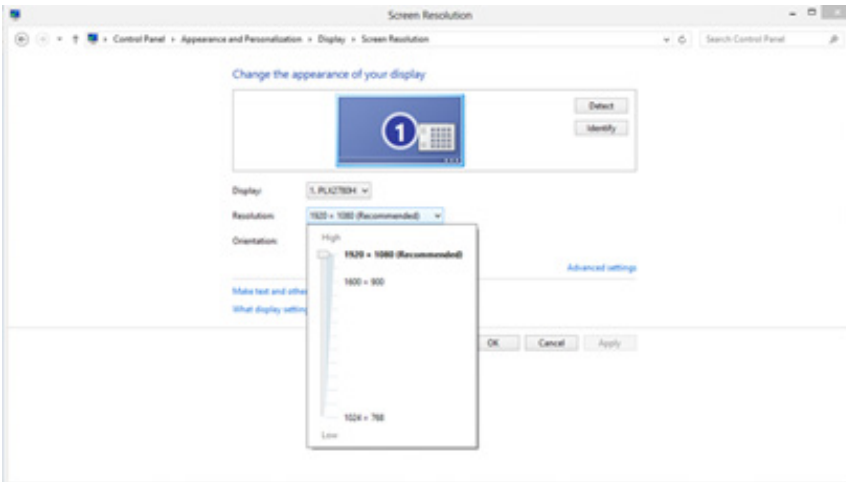 Screen Resolution
Control Panel › Appearance and Personalization › Display › Screen Resolution
Search Control Panel
Change the appearance of your display
1
Detect
Identify
Display:
1. PLX2780H
Resolution:
1920 × 1080 (Recommended)
Orientation:
High
1920 × 1080 (Recommended)
1600 × 900
1024 × 768
Low
Advanced settings
Make text and other
What display setting
OK
Cancel
Apply